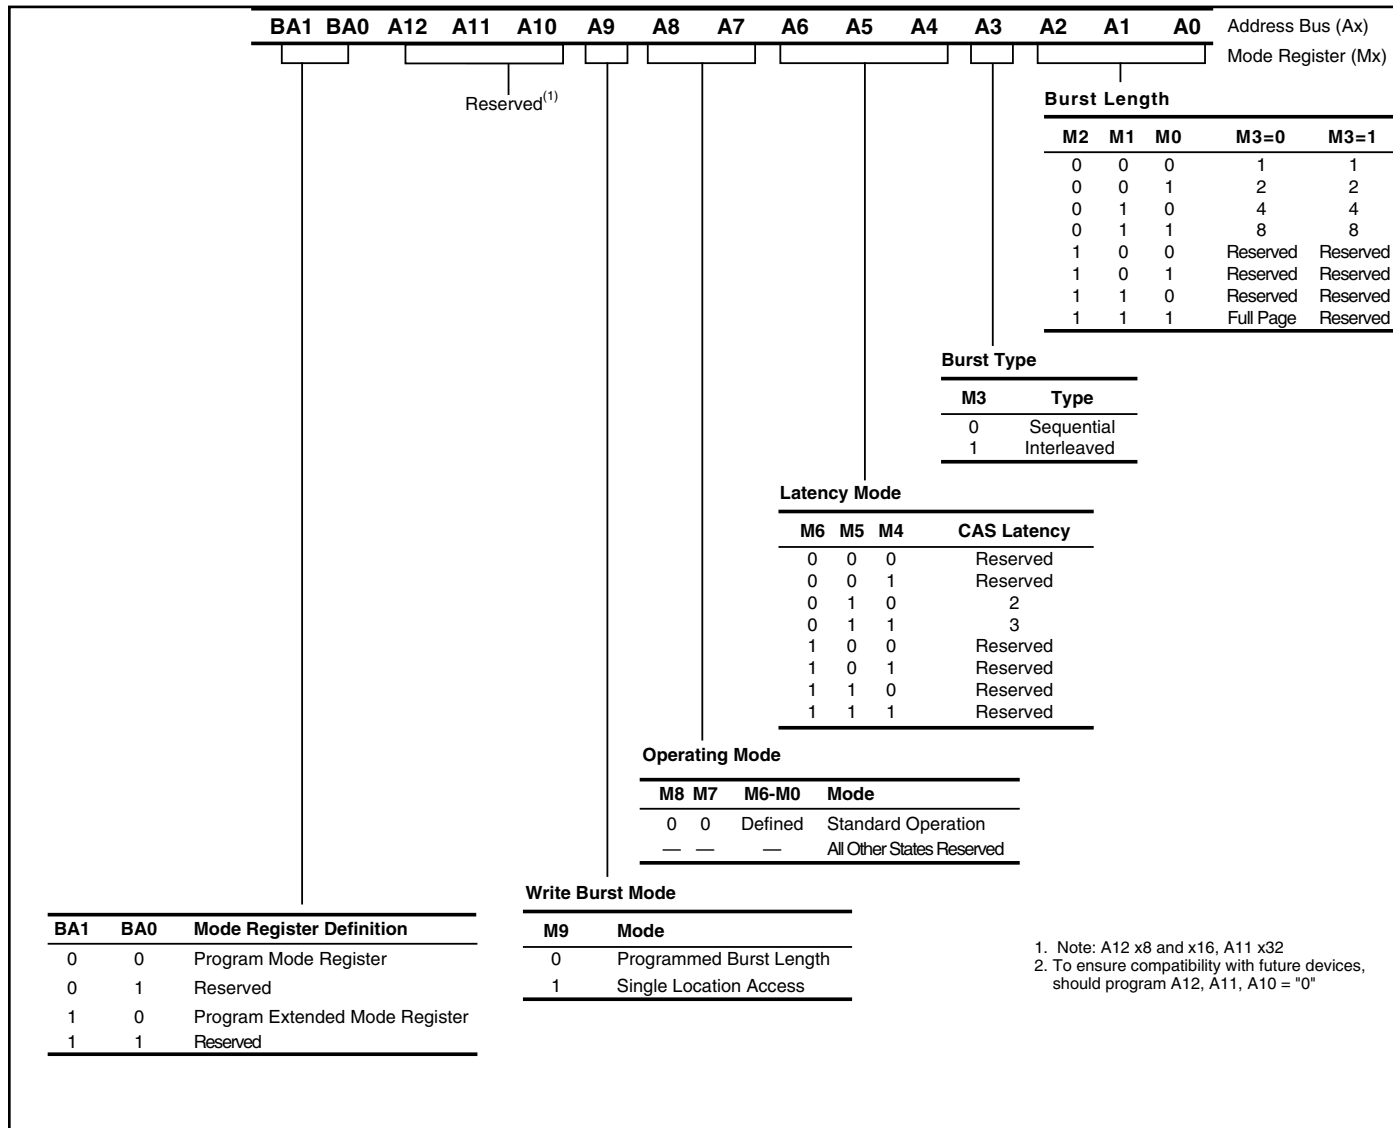 BA1 BA0 A12 A11 A10 A9 A8 A7 A6 A5 A4 A3 A2 A1 A0 Address Bus (Ax)
Mode Register (Mx)
Reserved(1)
Burst Length
M2 M1 M0 M3=0 M3=1
0 0 0 1 1
0 0 1 2 2
0 1 0 4 4
0 1 1 8 8
1 0 0 Reserved Reserved
1 0 1 Reserved Reserved
1 1 0 Reserved Reserved
1 1 1 Full Page Reserved
Burst Type
M3 Type
0 Sequential
1 Interleaved
Latency Mode
M6 M5 M4 CAS Latency
0 0 0 Reserved
0 0 1 Reserved
0 1 0 2
0 1 1 3
1 0 0 Reserved
1 0 1 Reserved
1 1 0 Reserved
1 1 1 Reserved
Operating Mode
M8 M7 M6-M0 Mode
0 0 Defined Standard Operation
— — — All Other States Reserved
Write Burst Mode
M9 Mode
0 Programmed Burst Length
1 Single Location Access
BA1 BA0 Mode Register Definition
0 0 Program Mode Register
0 1 Reserved
1 0 Program Extended Mode Register
1 1 Reserved
1. Note: A12 x8 and x16, A11 x32
2. To ensure compatibility with future devices,
should program A12, A11, A10 = "0"